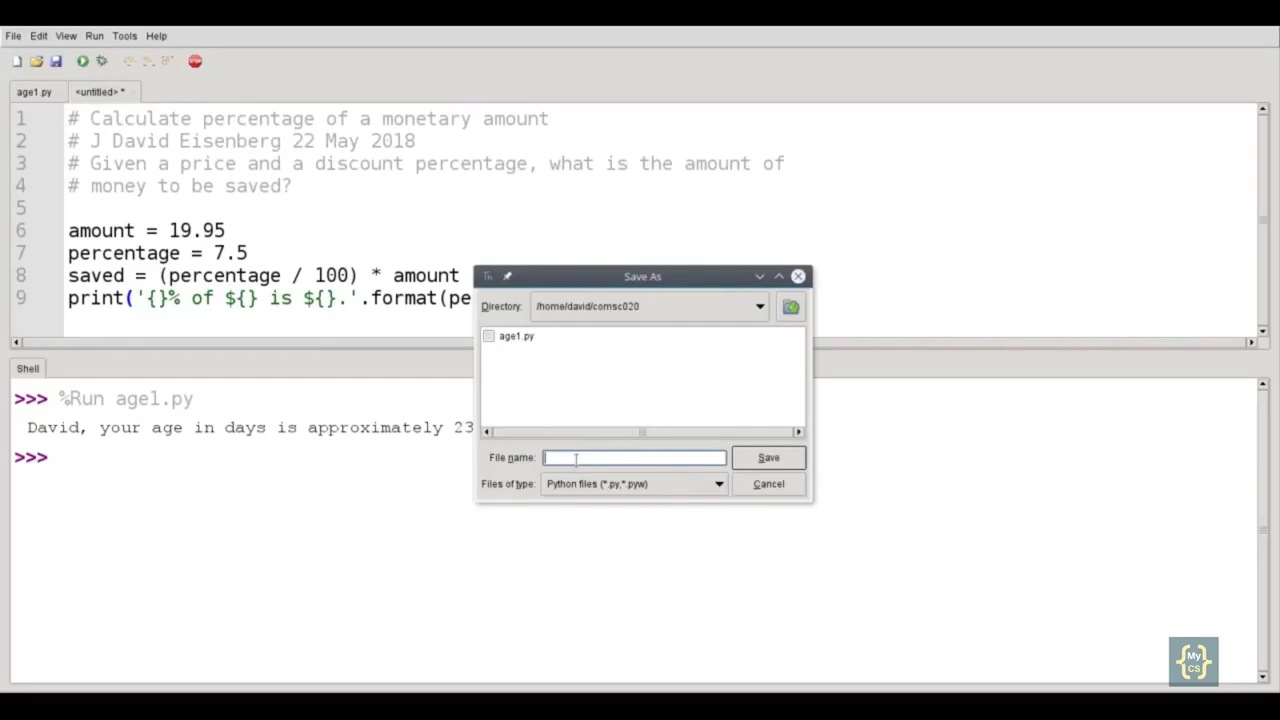 File Edit View Run Tools Help
STOP
age1.py <untitled> *
1 # Calculate percentage of a monetary amount
2 # J David Eisenberg 22 May 2018
3 # Given a price and a discount percentage, what is the amount of
4 # money to be saved?
5
6 amount = 19.95
7 percentage = 7.5
8 saved = (percentage / 100) * amount
9 print('{}% of ${} is ${}.'.format(pe
Save As
Directory: /home/david/comsc020
age1.py
File name: Save
Files of type: Python files (*.py,*.pyw) Cancel
Shell
>>> %Run age1.py
David, your age in days is approximately 23
>>>
{My
CS}